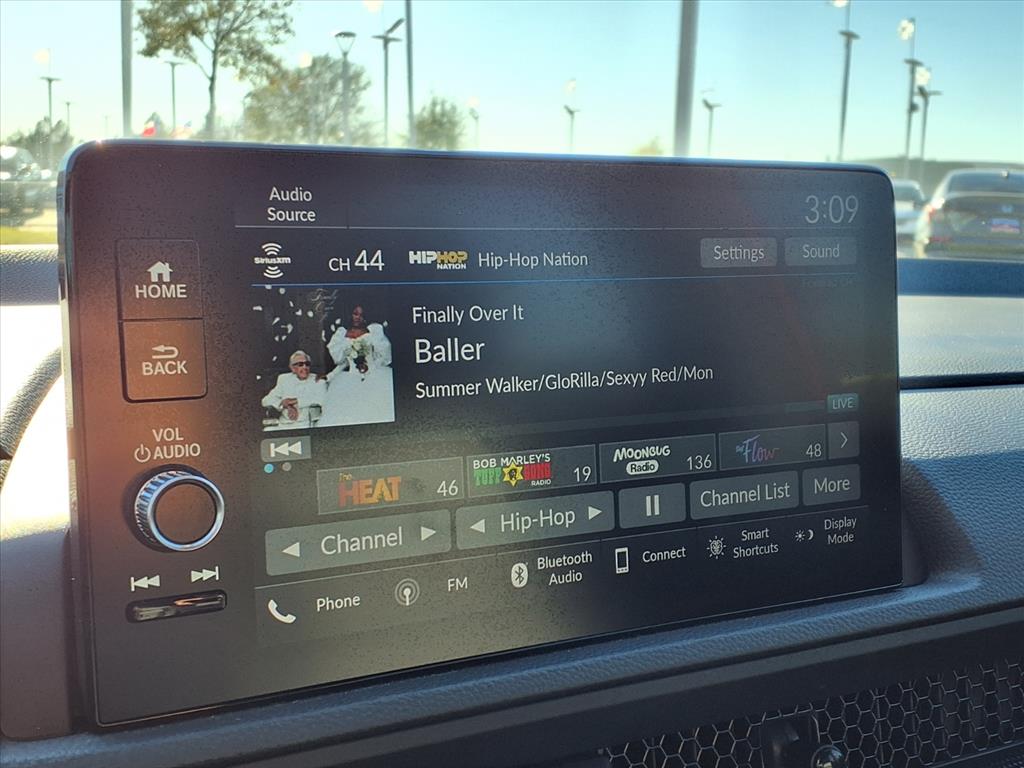 Audio
Source
3:09
SiriusXM
CH 44
HIPHOP
NATION
Hip-Hop Nation
Settings
Sound
HOME
BACK
Finally Over It
Baller
Summer Walker/GloRilla/Sexyy Red/Mon
LIVE
VOL
AUDIO
The HEAT 46
BOB MARLEY'S
TUFF GONG
RADIO
19
MOONBUG
Radio
136
the Flow 48
Channel
Hip-Hop
Channel List
More
Phone
FM
Bluetooth
Audio
Connect
Smart
Shortcuts
Display
Mode